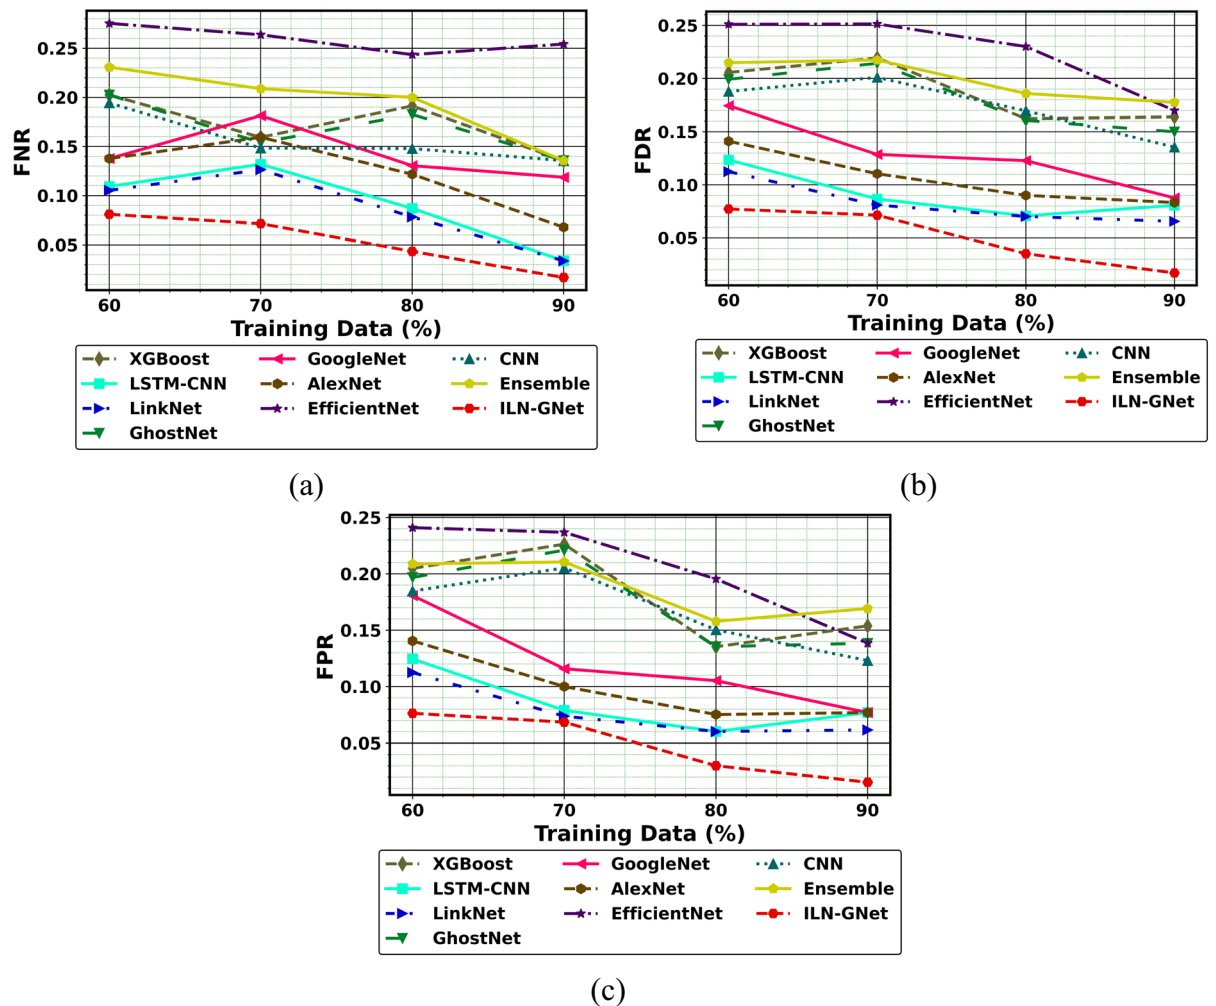 0.25
0.20
0.15
0.10
0.05
FNR
60 70 80 90
Training Data (%)
XGBoost GoogleNet CNN
LSTM-CNN AlexNet Ensemble
LinkNet EfficientNet ILN-GNet
GhostNet
(a)
0.25
0.20
0.15
0.10
0.05
FDR
60 70 80 90
Training Data (%)
XGBoost GoogleNet CNN
LSTM-CNN AlexNet Ensemble
LinkNet EfficientNet ILN-GNet
GhostNet
(b)
0.25
0.20
0.15
0.10
0.05
FPR
60 70 80 90
Training Data (%)
XGBoost GoogleNet CNN
LSTM-CNN AlexNet Ensemble
LinkNet EfficientNet ILN-GNet
GhostNet
(c)